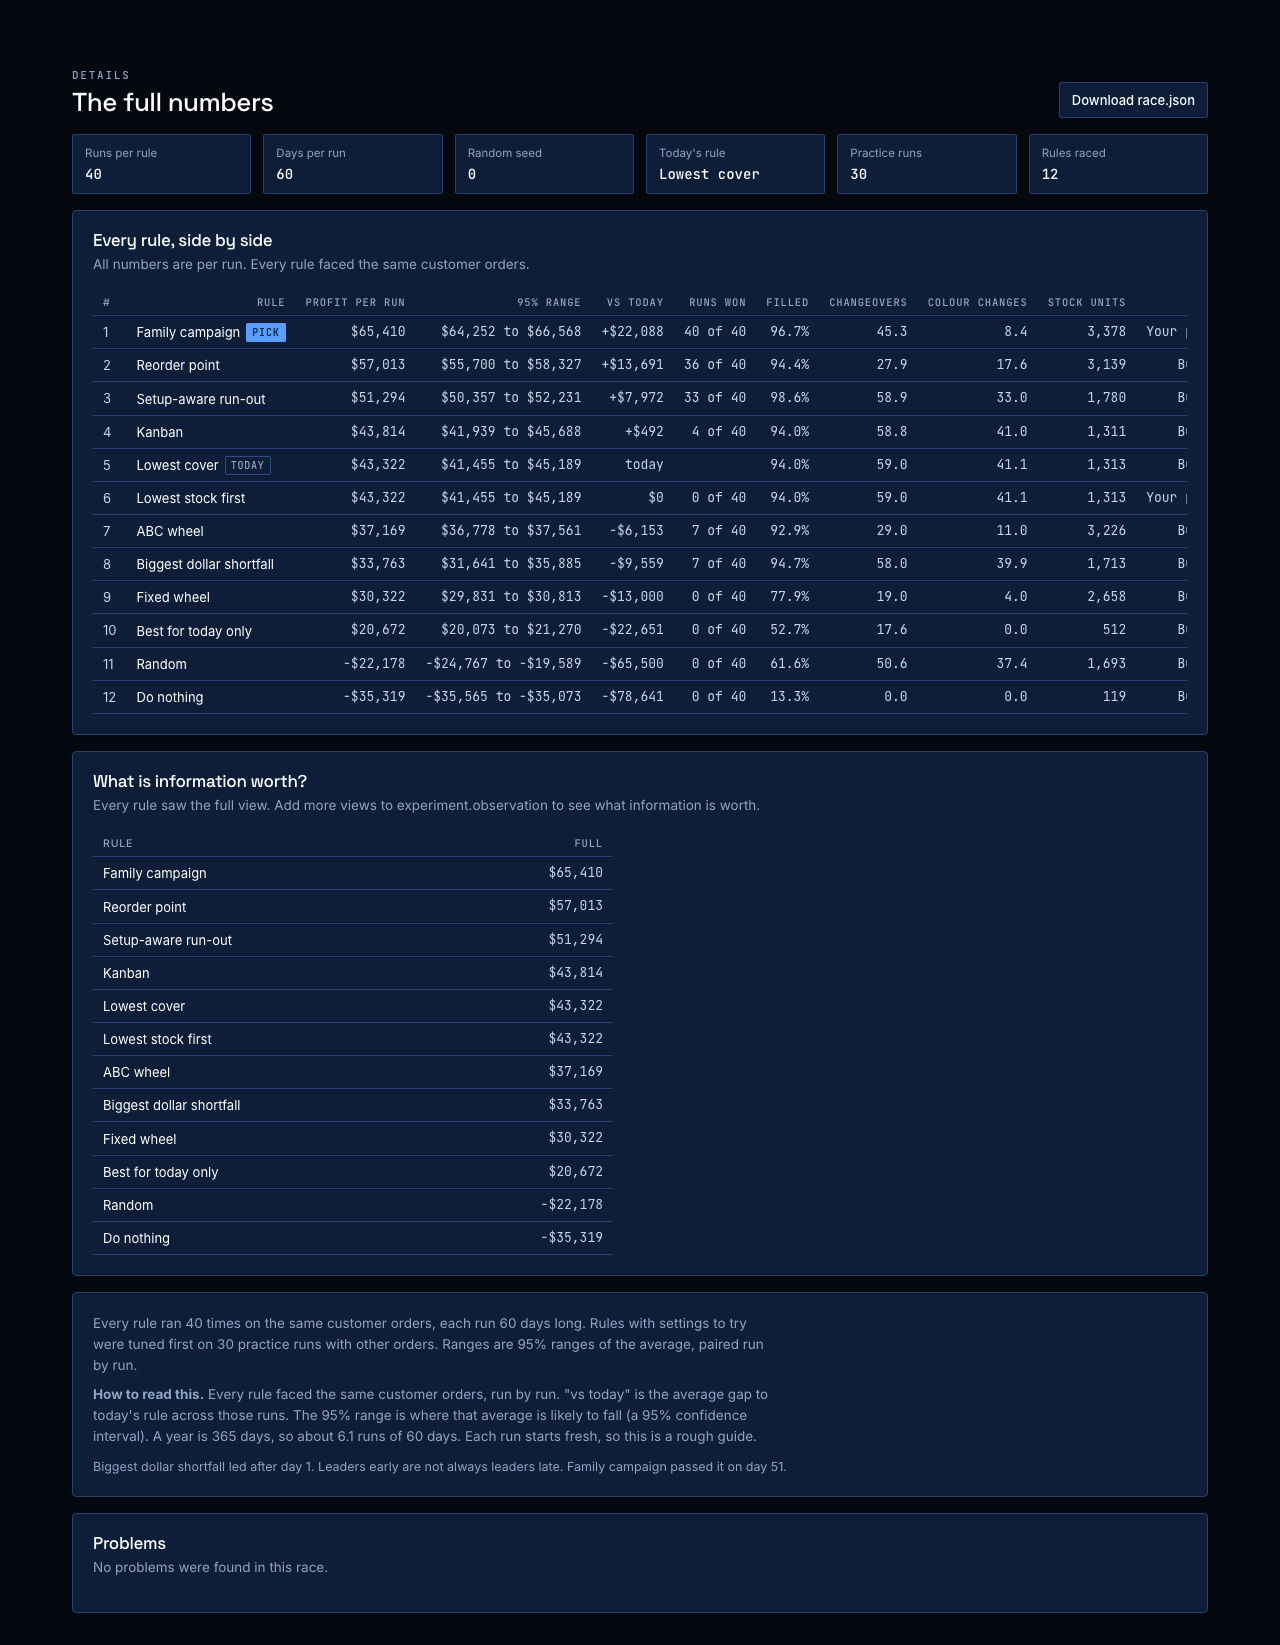 DETAILS
The full numbers
Download race.json
Runs per rule
40
Days per run
60
Random seed
0
Today's rule
Lowest cover
Practice runs
30
Rules raced
12
Every rule, side by side
All numbers are per run. Every rule faced the same customer orders.
# RULE PROFIT PER RUN 95% RANGE VS TODAY RUNS WON FILLED CHANGEOVERS COLOUR CHANGES STOCK UNITS
1 Family campaign PICK $65,410 $64,252 to $66,568 +$22,088 40 of 40 96.7% 45.3 8.4 3,378 Your
2 Reorder point $57,013 $55,700 to $58,327 +$13,691 36 of 40 94.4% 27.9 17.6 3,139
3 Setup-aware run-out $51,294 $50,357 to $52,231 +$7,972 33 of 40 98.6% 58.9 33.0 1,780
4 Kanban $43,814 $41,939 to $45,688 +$492 4 of 40 94.0% 58.8 41.0 1,311
5 Lowest cover TODAY $43,322 $41,455 to $45,189 today 94.0% 59.0 41.1 1,313
6 Lowest stock first $43,322 $41,455 to $45,189 $0 0 of 40 94.0% 59.0 41.1 1,313 Your
7 ABC wheel $37,169 $36,778 to $37,561 -$6,153 7 of 40 92.9% 29.0 11.0 3,226
8 Biggest dollar shortfall $33,763 $31,641 to $35,885 -$9,559 7 of 40 94.7% 58.0 39.9 1,713
9 Fixed wheel $30,322 $29,831 to $30,813 -$13,000 0 of 40 77.9% 19.0 4.0 2,658
10 Best for today only $20,672 $20,073 to $21,270 -$22,651 0 of 40 52.7% 17.6 0.0 512
11 Random -$22,178 -$24,767 to -$19,589 -$65,500 0 of 40 61.6% 50.6 37.4 1,693
12 Do nothing -$35,319 -$35,565 to -$35,073 -$78,641 0 of 40 13.3% 0.0 0.0 119
What is information worth?
Every rule saw the full view. Add more views to experiment.observation to see what information is worth.
RULE FULL
Family campaign $65,410
Reorder point $57,013
Setup-aware run-out $51,294
Kanban $43,814
Lowest cover $43,322
Lowest stock first $43,322
ABC wheel $37,169
Biggest dollar shortfall $33,763
Fixed wheel $30,322
Best for today only $20,672
Random -$22,178
Do nothing -$35,319
Every rule ran 40 times on the same customer orders, each run 60 days long. Rules with settings to try
were tuned first on 30 practice runs with other orders. Ranges are 95% ranges of the average, paired run
by run.
How to read this. Every rule faced the same customer orders, run by run. "vs today" is the average gap to
today's rule across those runs. The 95% range is where that average is likely to fall (a 95% confidence
interval). A year is 365 days, so about 6.1 runs of 60 days. Each run starts fresh, so this is a rough guide.
Biggest dollar shortfall led after day 1. Leaders early are not always leaders late. Family campaign passed it on day 51.
Problems
No problems were found in this race.